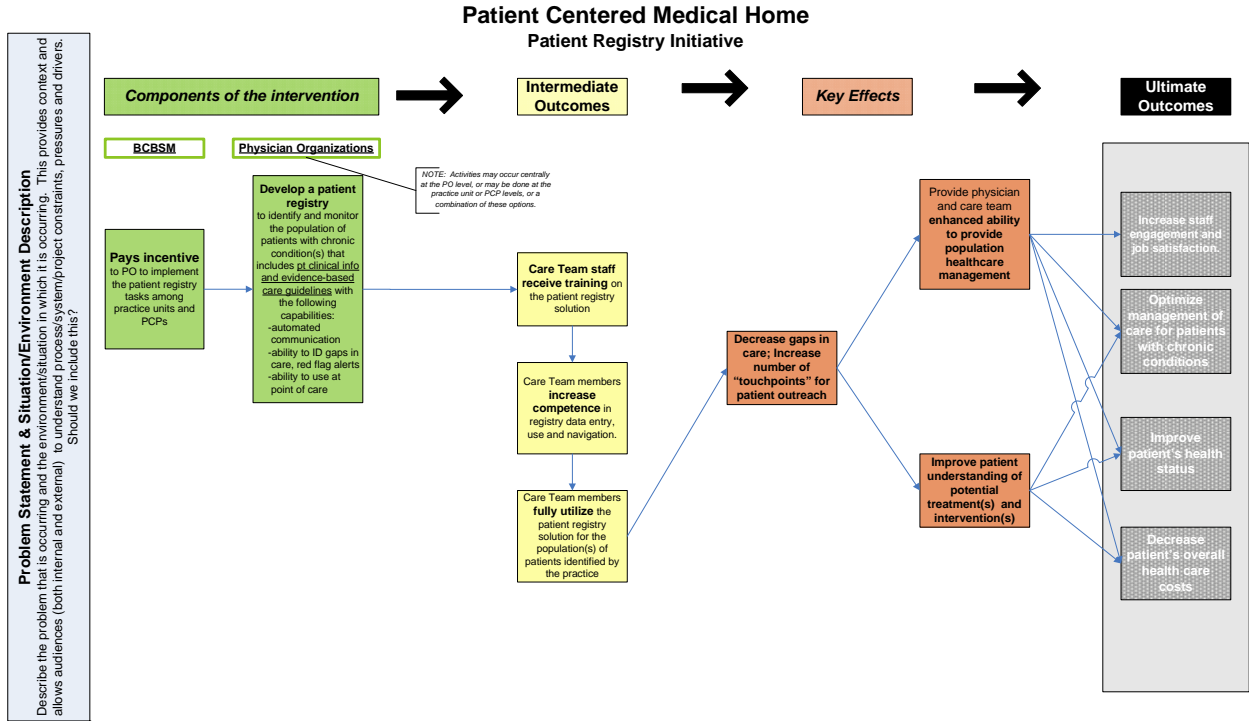 Patient Centered Medical Home
Patient Registry Initiative
Problem Statement & Situation/Environment Description
Describe the problem that is occurring and the environment/situation in which it is occurring.  This provides context and
allows audiences (both internal and external)  to understand process/system/project constraints, pressures and drivers.
Should we include this?
Components of the intervention
Intermediate
Outcomes
Key Effects
Ultimate
Outcomes
BCBSM
Physician Organizations
NOTE:  Activities may occur centrally
at the PO level, or may be done at the
practice unit or PCP levels, or a
combination of these options.
Pays incentive
to PO to implement
the patient registry
tasks among
practice units and
PCPs
Develop a patient
registry
to identify and monitor
the population of
patients with chronic
condition(s) that
includes pt clinical info
and evidence-based
care guidelines with
the following
capabilities:
-automated
communication
-ability to ID gaps in
care, red flag alerts
-ability to use at
point of care
Care Team staff
receive training on
the patient registry
solution
Care Team members
increase
competence in
registry data entry,
use and navigation.
Care Team members
fully utilize the
patient registry
solution for the
population(s) of
patients identified by
the practice
Decrease gaps in
care; Increase
number of
“touchpoints” for
patient outreach
Provide physician
and care team
enhanced ability
to provide
population
healthcare
management
Improve patient
understanding of
potential
treatment(s)  and
intervention(s)
Increase staff
engagement and
job satisfaction.
Optimize
management of
care for patients
with chronic
conditions
Improve
patient’s health
status
Decrease
patient’s overall
health care
costs